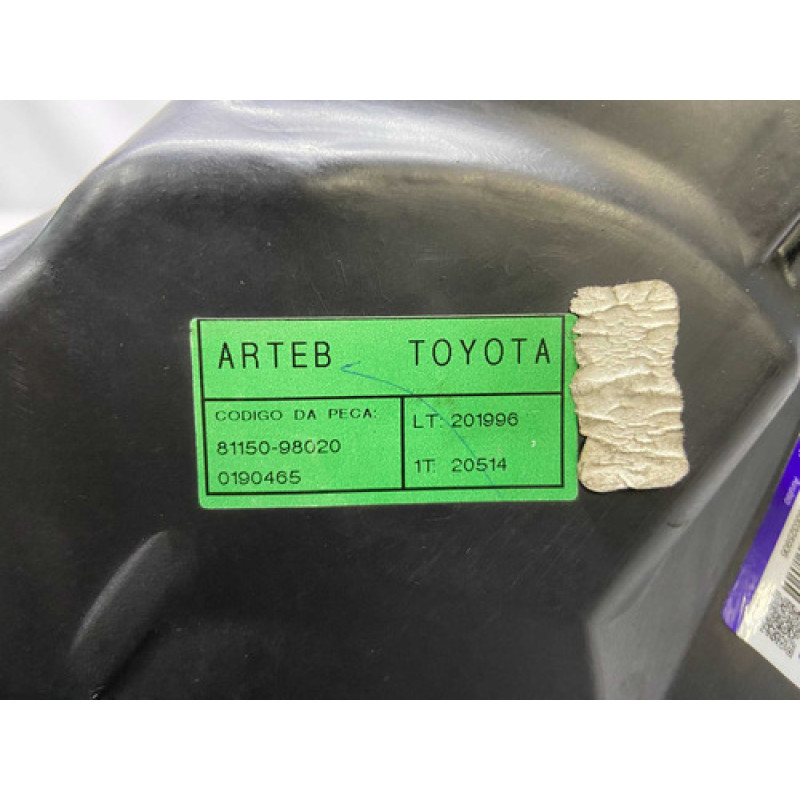 ARTEB TOYOTA
CODIGO DA PECA:
81150-98020
0190465
LT: 201996
1T: 20514